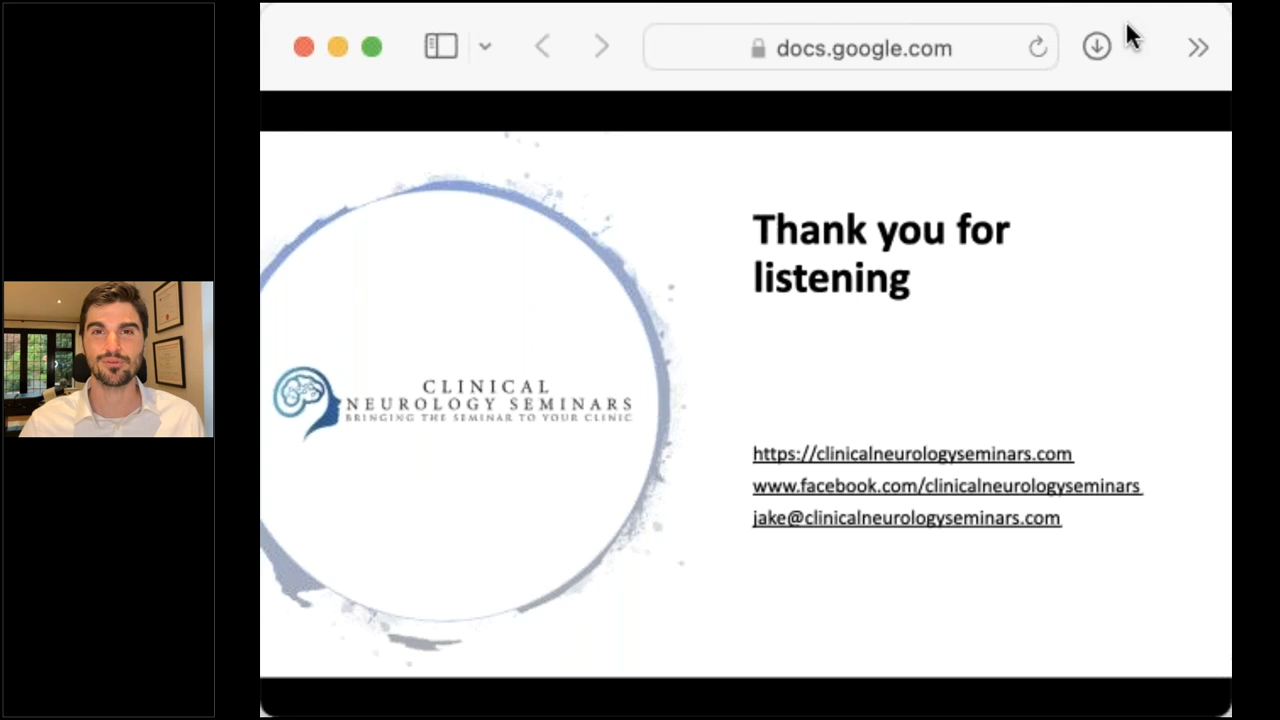 docs.google.com
Thank you for
listening
CLINICAL
NEUROLOGY SEMINARS
BRINGING THE SEMINAR TO YOUR CLINIC
https://clinicalneurologyseminars.com
www.facebook.com/clinicalneurologyseminars
jake@clinicalneurologyseminars.com